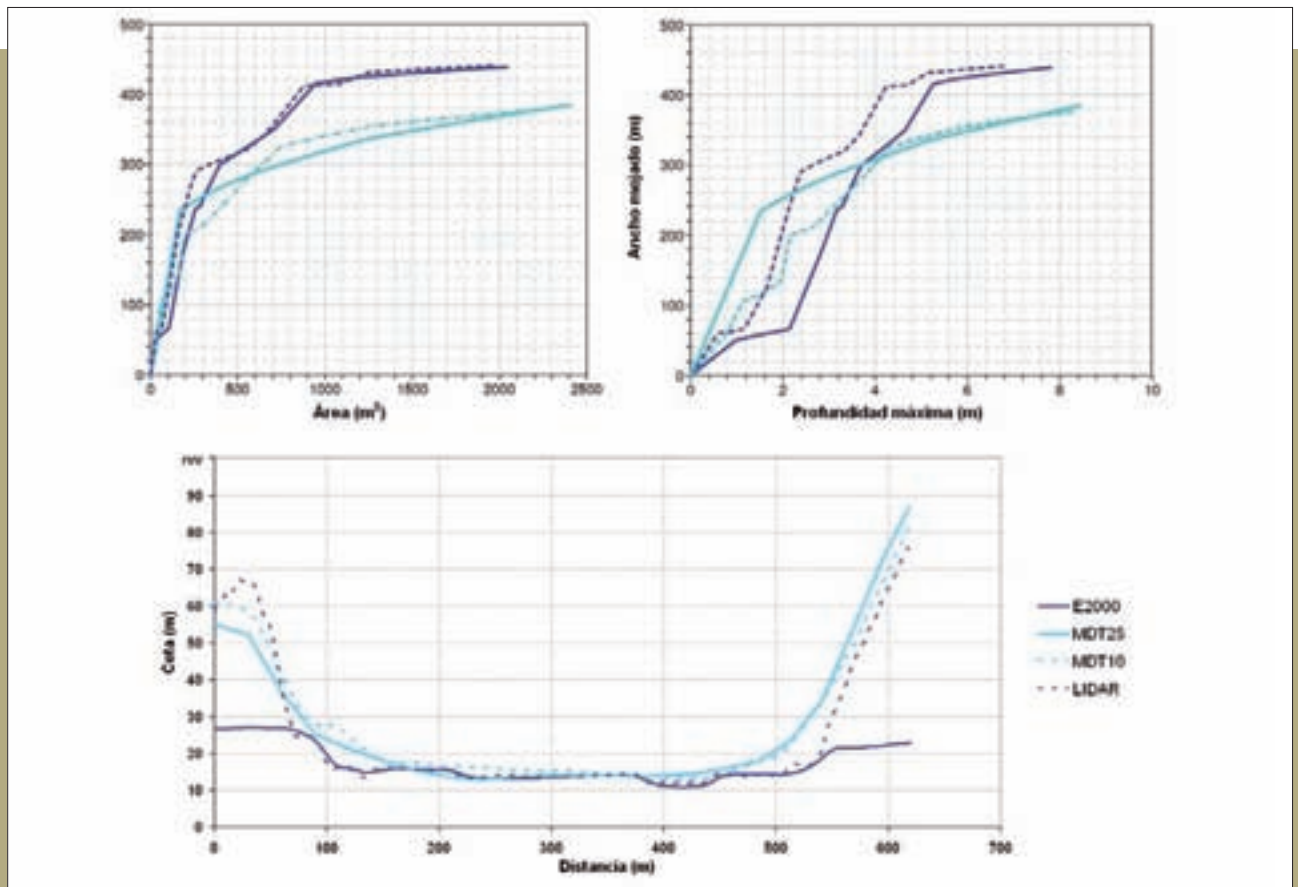 500
400
300
200
100
0
0 500 1000 1500 2000 2500
Área (m²)
500
400
300
200
100
0
Ancho mojado (m)
0 2 4 6 8 10
Profundidad máxima (m)
90
80
70
60
50
40
30
20
10
0
Cota (m)
0 100 200 300 400 500 600 700
Distancia (m)
E2000
MDT25
MDT10
LIDAR